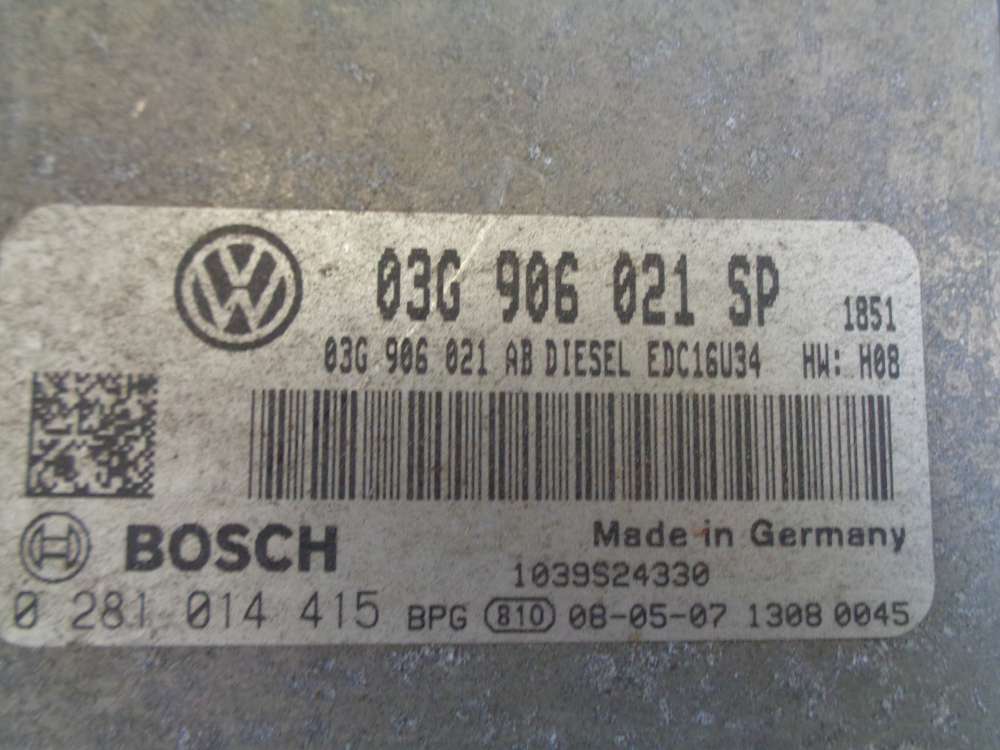 03G 906 021 SP 1851
03G 906 021 AB DIESEL EDC16U34 HW: H08
BOSCH Made in Germany
1039S24330
0 281 014 415 BPG 810 08-05-07 1308 0045